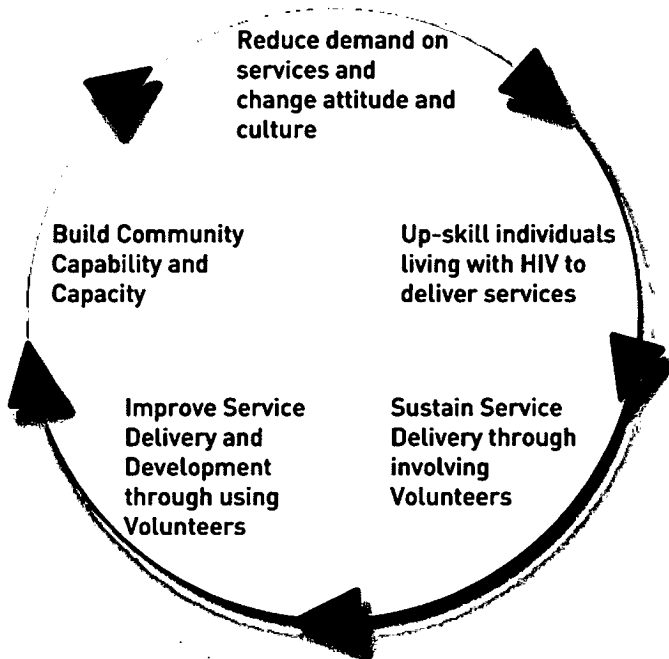 Reduce demand on
services and
change attitude and
culture
Up-skill individuals
living with HIV to
deliver services
Sustain Service
Delivery through
involving
Volunteers
Improve Service
Delivery and
Development
through using
Volunteers
Build Community
Capability and
Capacity